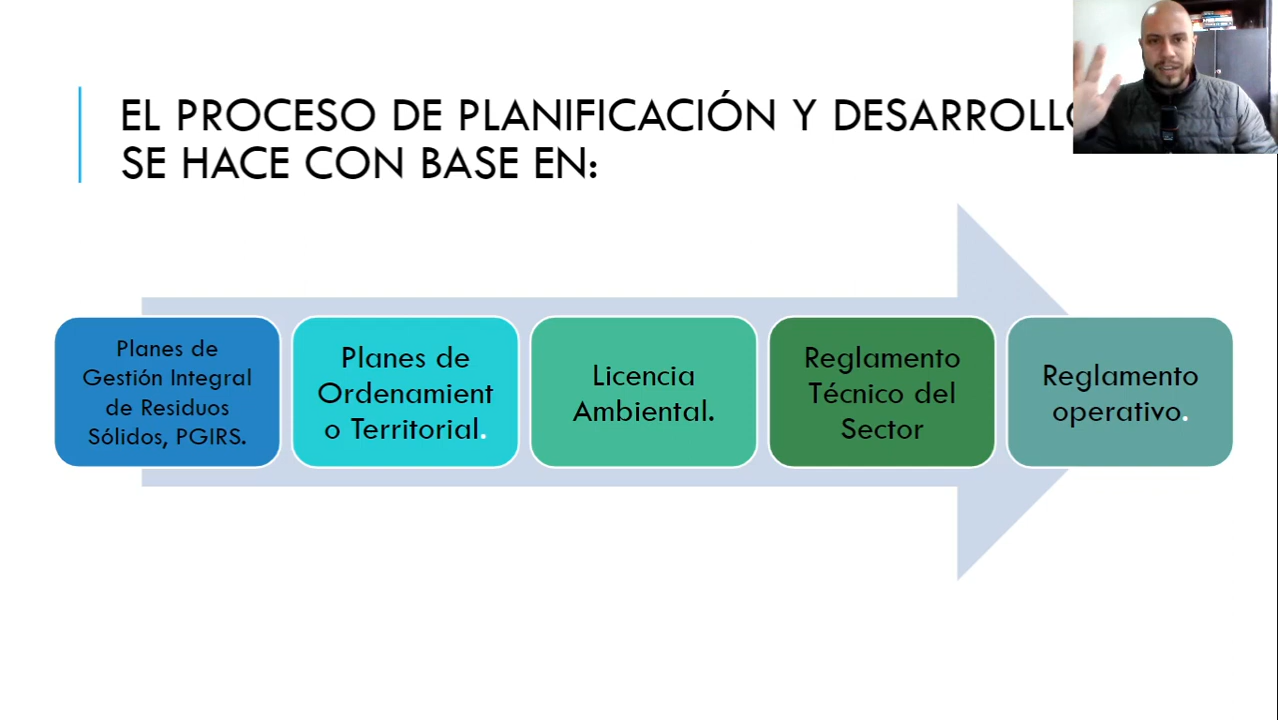 EL PROCESO DE PLANIFICACIÓN Y DESARROLLO
SE HACE CON BASE EN:
Planes de
Gestión Integral
de Residuos
Sólidos, PGIRS.
Planes de
Ordenamient
o Territorial.
Licencia
Ambiental.
Reglamento
Técnico del
Sector
Reglamento
operativo.